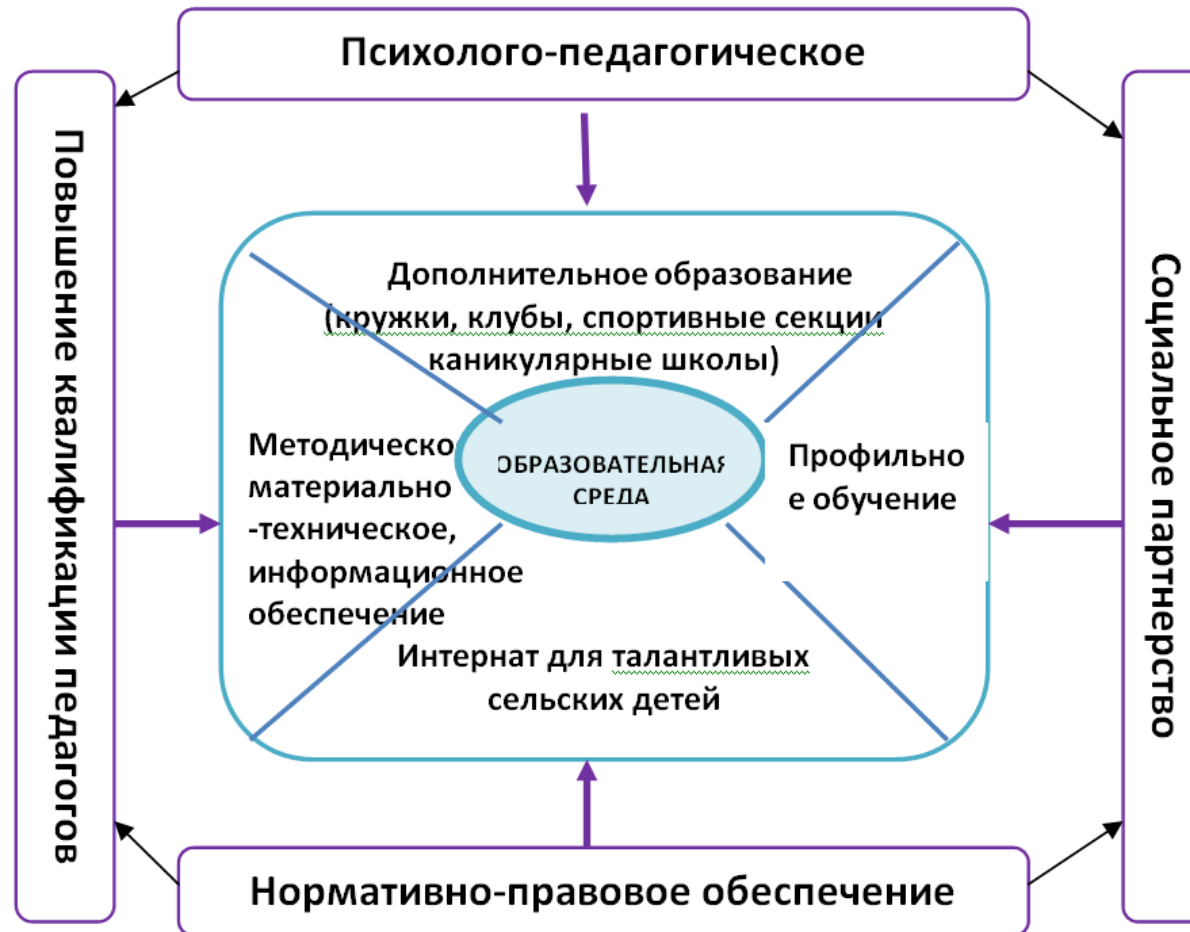 Психолого-педагогическое
Повышение квалификации педагогов
Дополнительное образование
(кружки, клубы, спортивные секции
каникулярные школы)
Методическо
материально
-техническое,
информационное
обеспечение
ОБРАЗОВАТЕЛЬНАЯ
СРЕДА
Профильно
е обучение
Интернат для талантливых
сельских детей
Социальное партнерство
Нормативно-правовое обеспечение